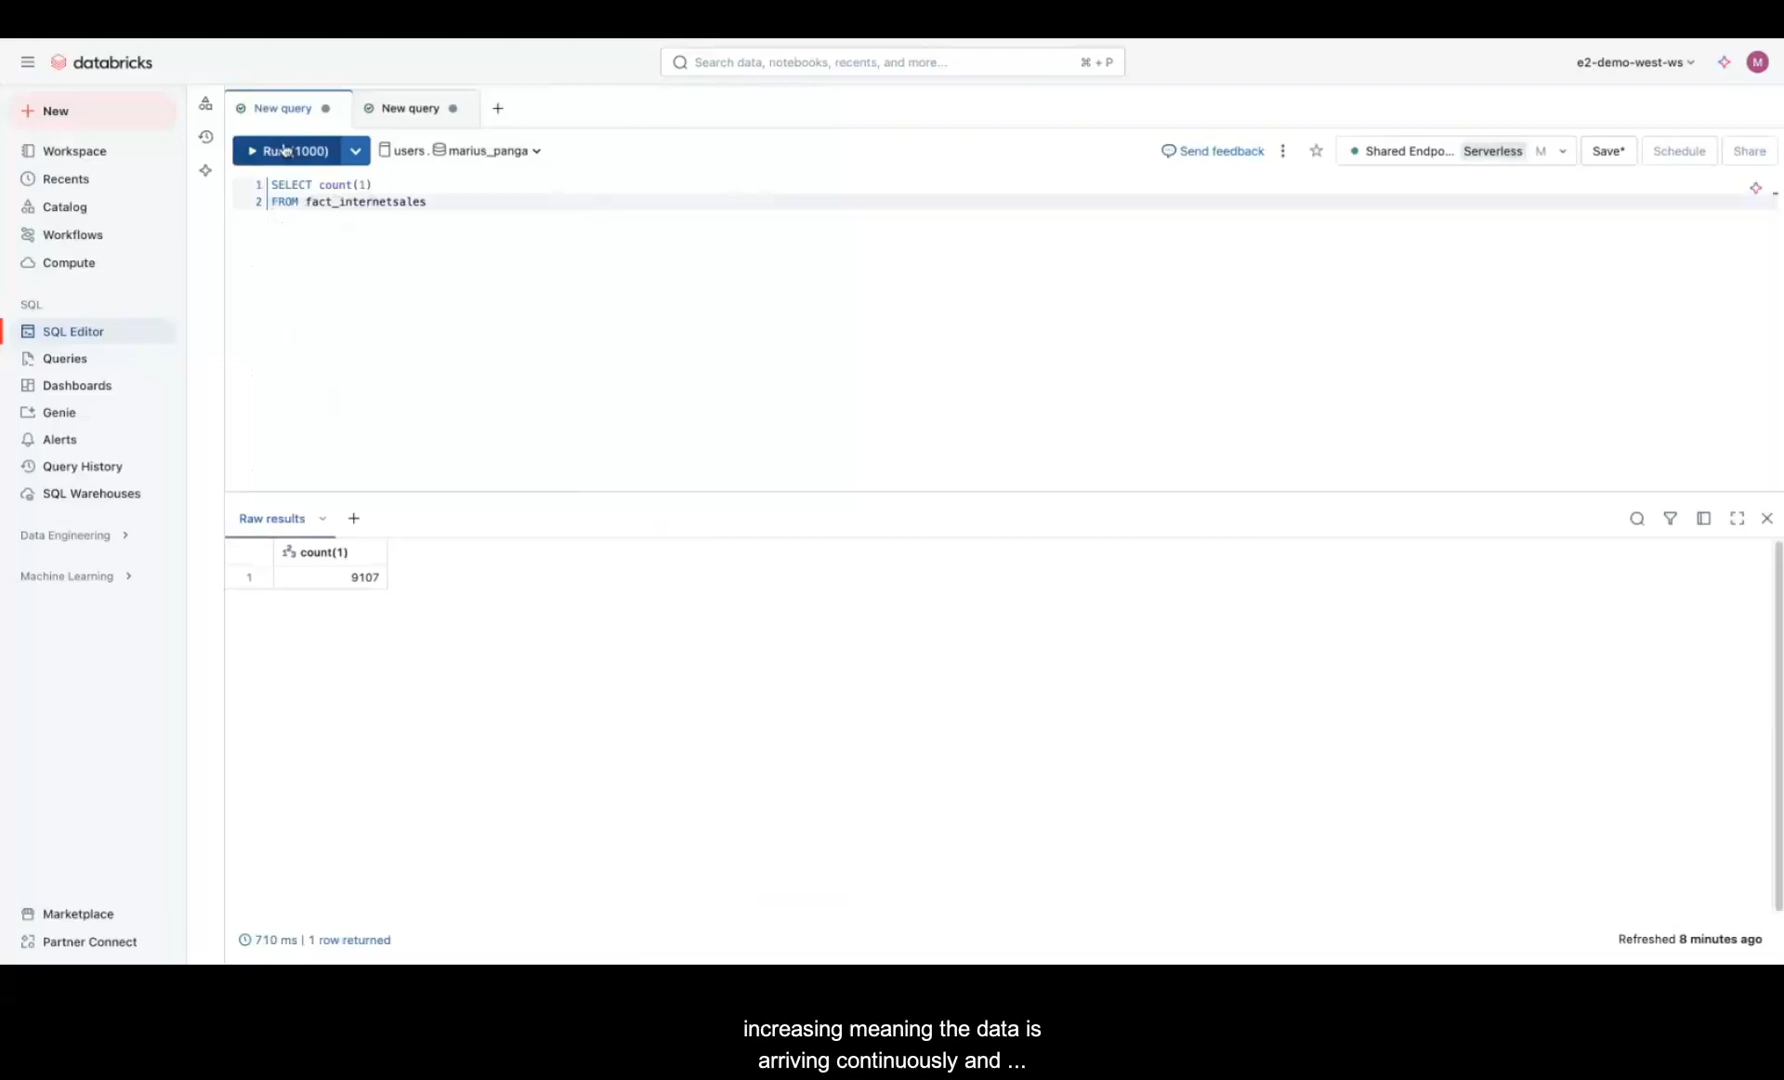 databricks
Search data, notebooks, recents, and more...
⌘ + P
e2-demo-west-ws
M
New
Workspace
Recents
Catalog
Workflows
Compute
SQL
SQL Editor
Queries
Dashboards
Genie
Alerts
Query History
SQL Warehouses
Data Engineering
Machine Learning
Marketplace
Partner Connect
New query
New query
(1000)
users. marius_panga
Send feedback
Shared Endpo... Serverless M
Save*
Schedule
Share
1 SELECT count(1)
2 FROM fact_internetsales
Raw results
count(1)
1 9107
710 ms | 1 row returned
Refreshed 8 minutes ago
increasing meaning the data is
arriving continuously and ...